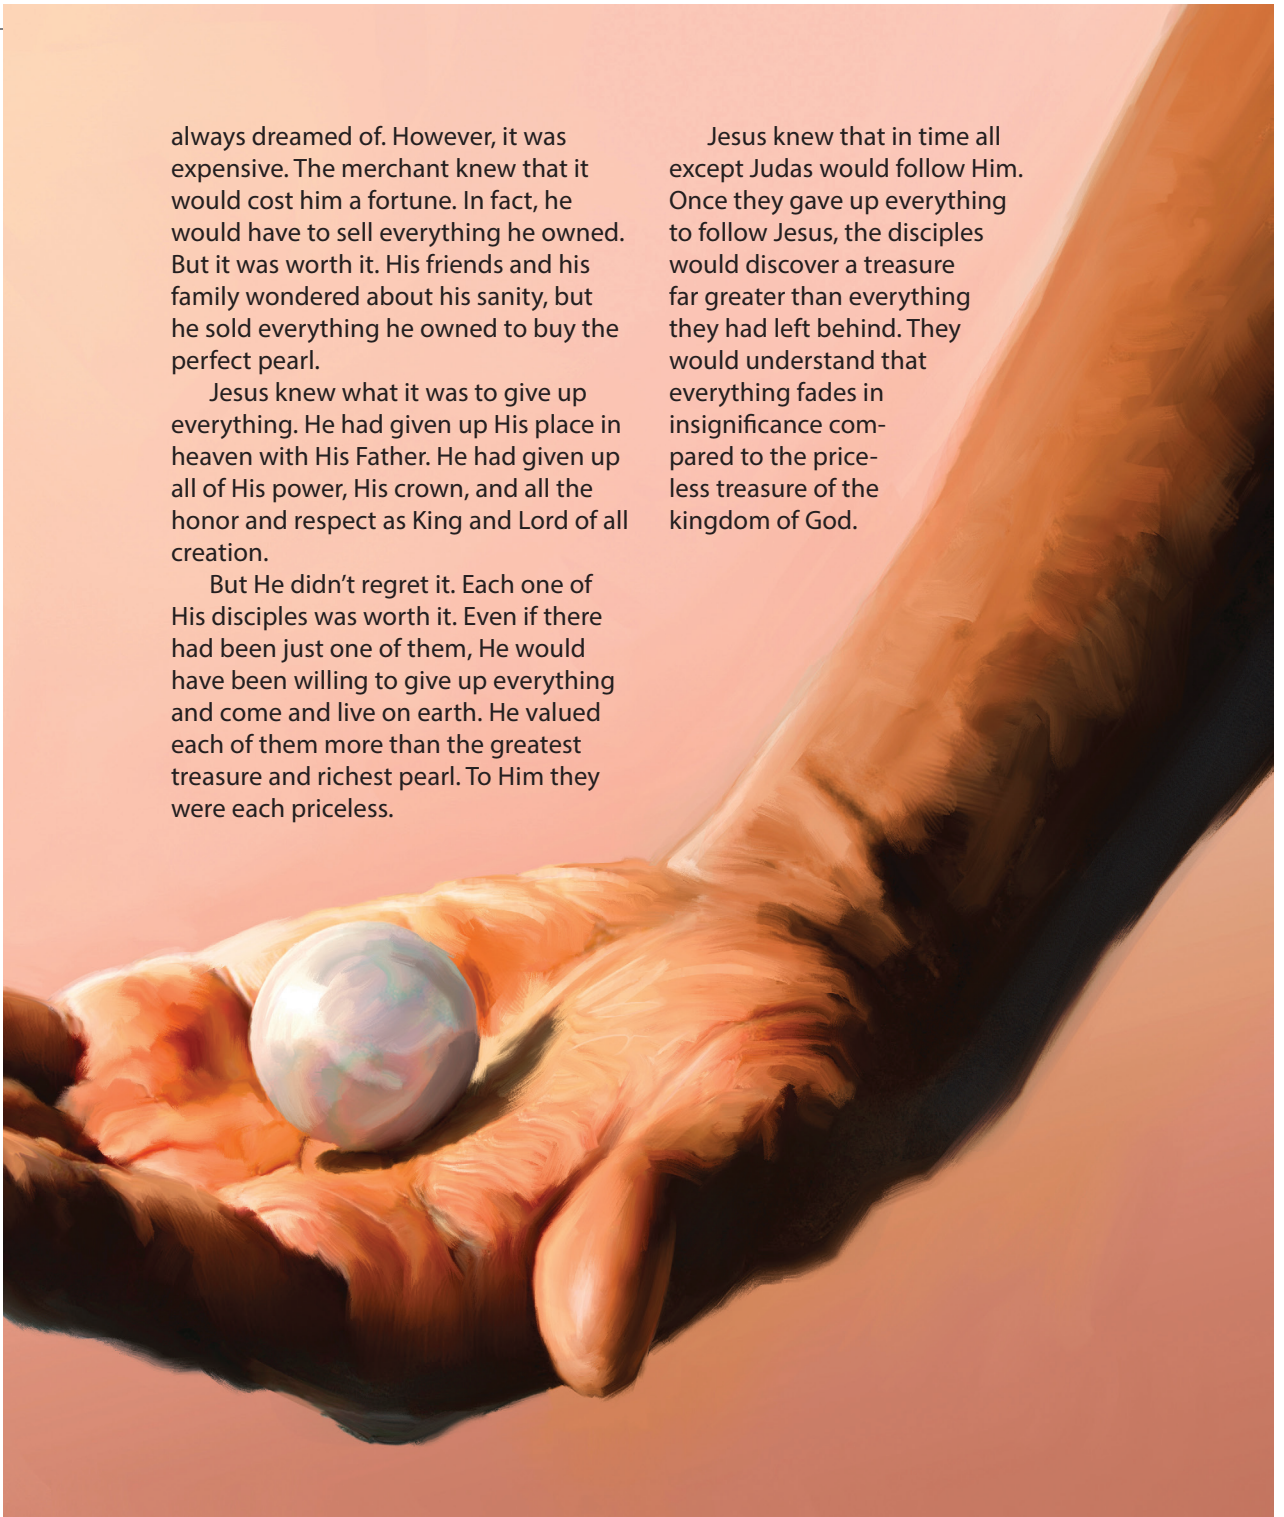 always dreamed of. However, it was
expensive. The merchant knew that it
would cost him a fortune. In fact, he
would have to sell everything he owned.
But it was worth it. His friends and his
family wondered about his sanity, but
he sold everything he owned to buy the
perfect pearl.
Jesus knew what it was to give up
everything. He had given up His place in
heaven with His Father. He had given up
all of His power, His crown, and all the
honor and respect as King and Lord of all
creation.
But He didn’t regret it. Each one of
His disciples was worth it. Even if there
had been just one of them, He would
have been willing to give up everything
and come and live on earth. He valued
each of them more than the greatest
treasure and richest pearl. To Him they
were each priceless.
Jesus knew that in time all
except Judas would follow Him.
Once they gave up everything
to follow Jesus, the disciples
would discover a treasure
far greater than everything
they had left behind. They
would understand that
everything fades in
insignificance com-
pared to the price-
less treasure of the
kingdom of God.